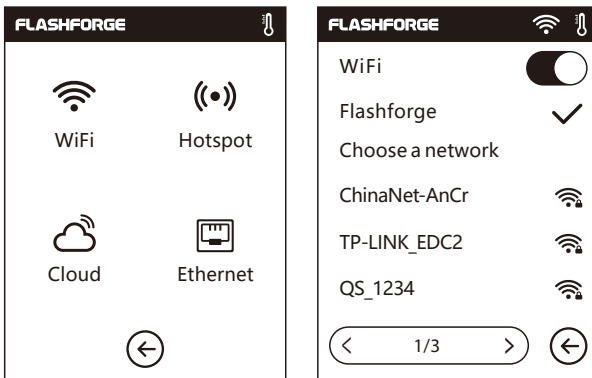 FLASHFORGE
WiFi Hotspot
Cloud Ethernet
FLASHFORGE
WiFi
Flashforge
Choose a network
ChinaNet-AnCr
TP-LINK_EDC2
QS_1234
1/3